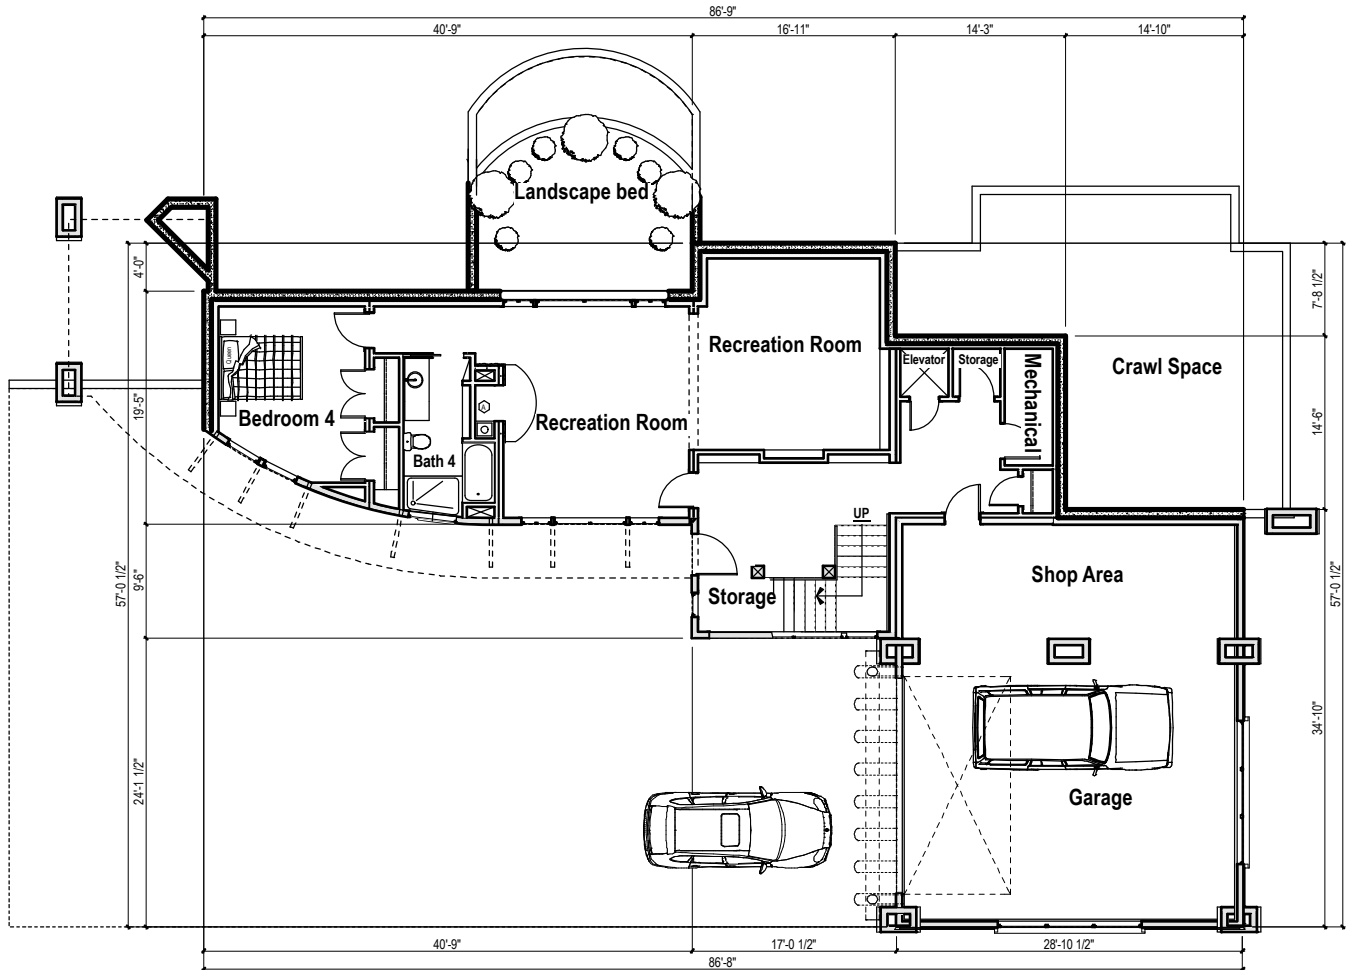 86'-9"
40'-9"
16'-11"
14'-3"
14'-10"
Landscape bed
4'-0"
7'-8 1/2"
Recreation Room
Elevator
Storage
Mechanical
Crawl Space
Queen
19'-5"
Bedroom 4
A
Recreation Room
14'-6"
Bath 4
UP
57'-0 1/2"
9'-6"
Storage
Shop Area
57'-0 1/2"
34'-10"
24'-1 1/2"
Garage
40'-9"
17'-0 1/2"
28'-10 1/2"
86'-8"